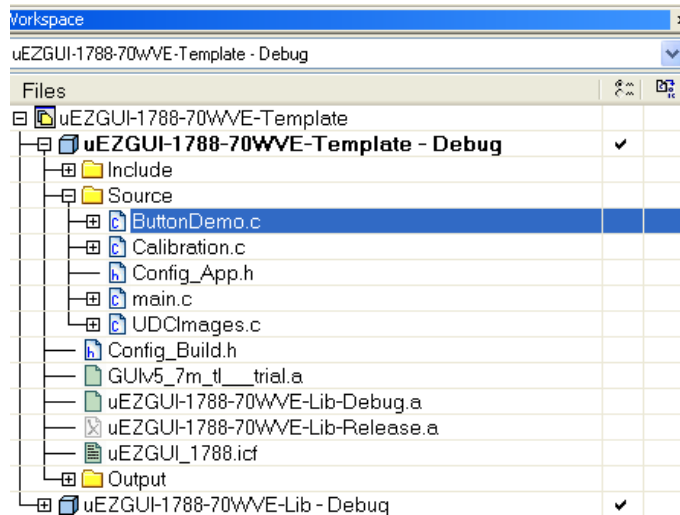 Workspace
uEZGUI-1788-70WVE-Template - Debug
Files
uEZGUI-1788-70WVE-Template
uEZGUI-1788-70WVE-Template - Debug
Include
Source
ButtonDemo.c
Calibration.c
Config_App.h
main.c
UDCImages.c
Config_Build.h
GUIv5_7m_tl___trial.a
uEZGUI-1788-70WVE-Lib-Debug.a
uEZGUI-1788-70WVE-Lib-Release.a
uEZGUI_1788.icf
Output
uEZGUI-1788-70WVE-Lib - Debug